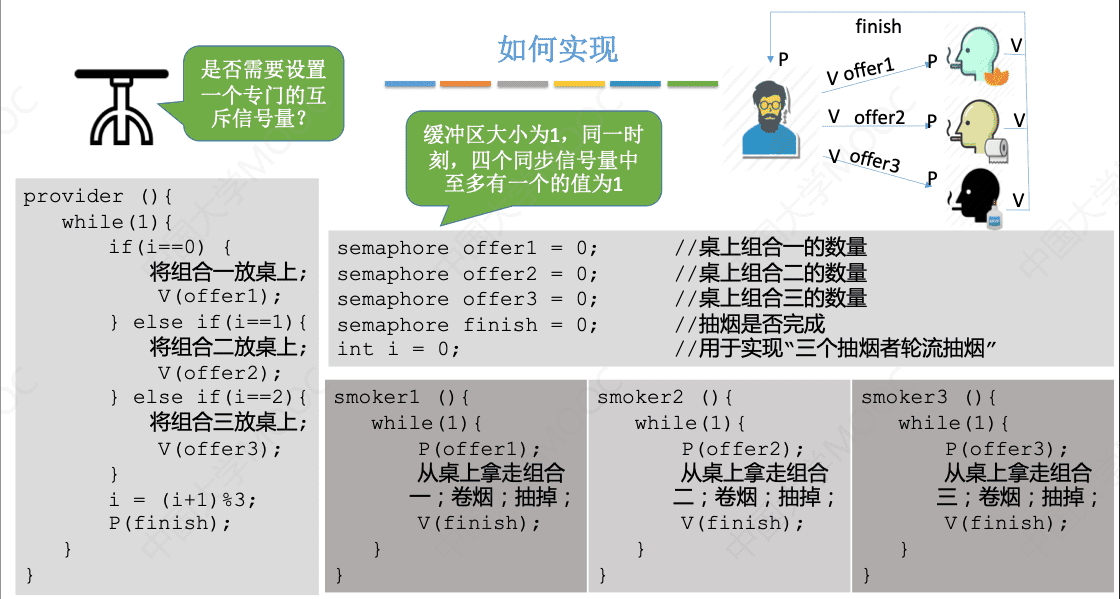 如何实现
是否需要设置
一个专门的互
斥信号量？
缓冲区大小为1，同一时
刻，四个同步信号量中
至多有一个的值为1
finish
P
V offer1
P
V
V offer2
P
V
V offer3
P
V
provider (){
while(1){
if(i==0) {
将组合一放桌上;
V(offer1);
} else if(i==1){
将组合二放桌上;
V(offer2);
} else if(i==2){
将组合三放桌上;
V(offer3);
}
i = (i+1)%3;
P(finish);
}
}
semaphore offer1 = 0; //桌上组合一的数量
semaphore offer2 = 0; //桌上组合二的数量
semaphore offer3 = 0; //桌上组合三的数量
semaphore finish = 0; //抽烟是否完成
int i = 0; //用于实现“三个抽烟者轮流抽烟”
smoker1 (){
while(1){
P(offer1);
从桌上拿走组合
一；卷烟；抽掉；
V(finish);
}
}
smoker2 (){
while(1){
P(offer2);
从桌上拿走组合
二；卷烟；抽掉；
V(finish);
}
}
smoker3 (){
while(1){
P(offer3);
从桌上拿走组合
三；卷烟；抽掉；
V(finish);
}
}
中国大学MOOC